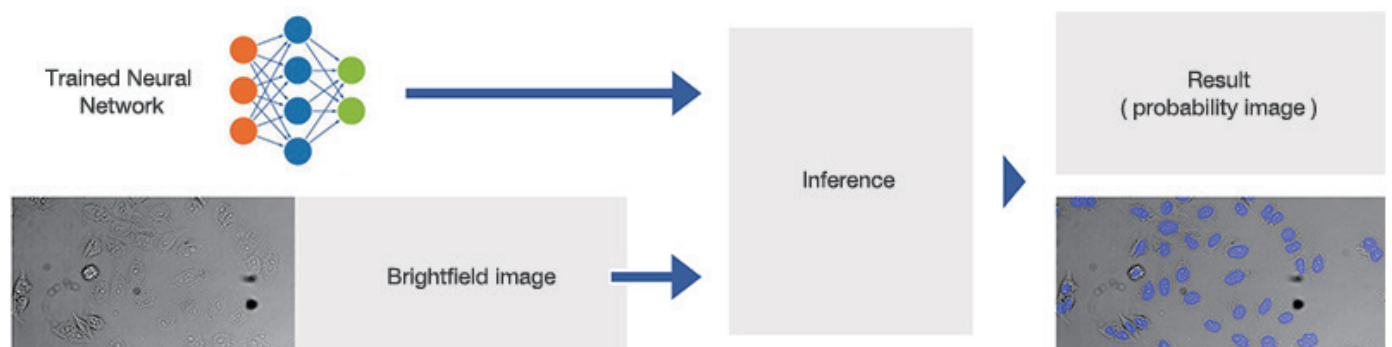 Trained Neural
Network
Brightfield image
Inference
Result
( probability image )